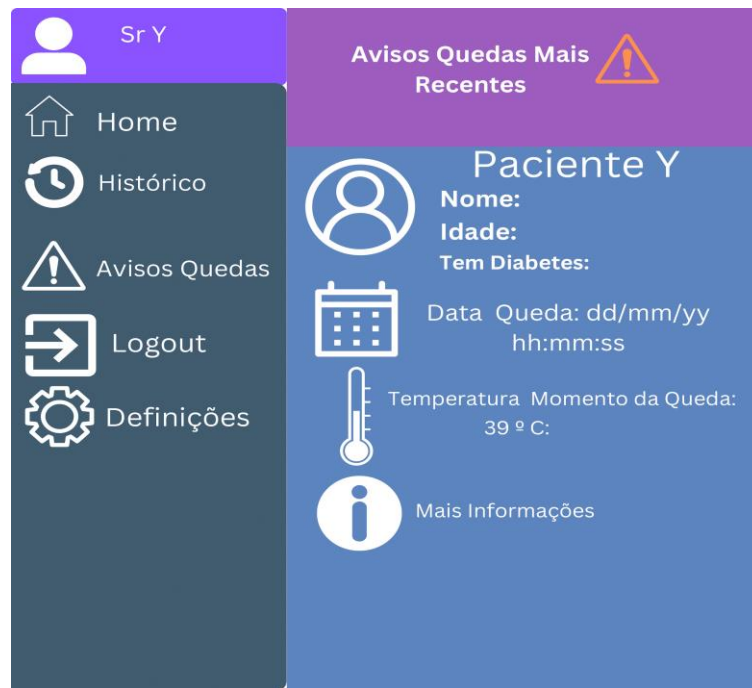 Sr Y
Home
Histórico
Avisos Quedas
Logout
Definições
Avisos Quedas Mais
Recentes
Paciente Y
Nome:
Idade:
Tem Diabetes:
Data Queda: dd/mm/yy
hh:mm:ss
Temperatura Momento da Queda:
39 º C:
Mais Informações